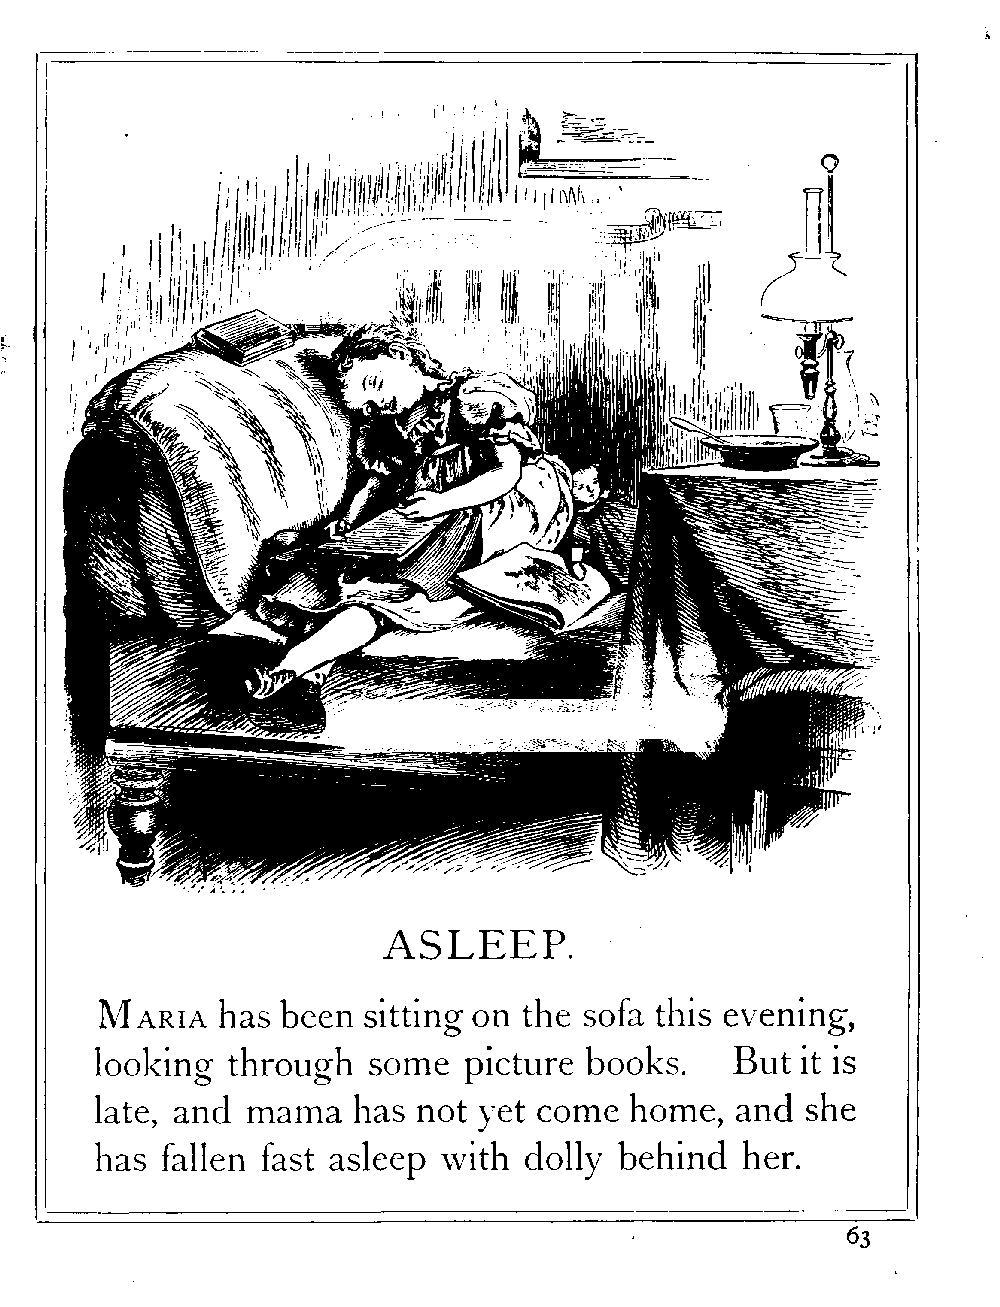 ASLEEP.
MARIA has been sitting on the sofa this evening,
looking through some picture books. But it is
late, and mama has not yet come home, and she
has fallen fast asleep with dolly behind her.
63